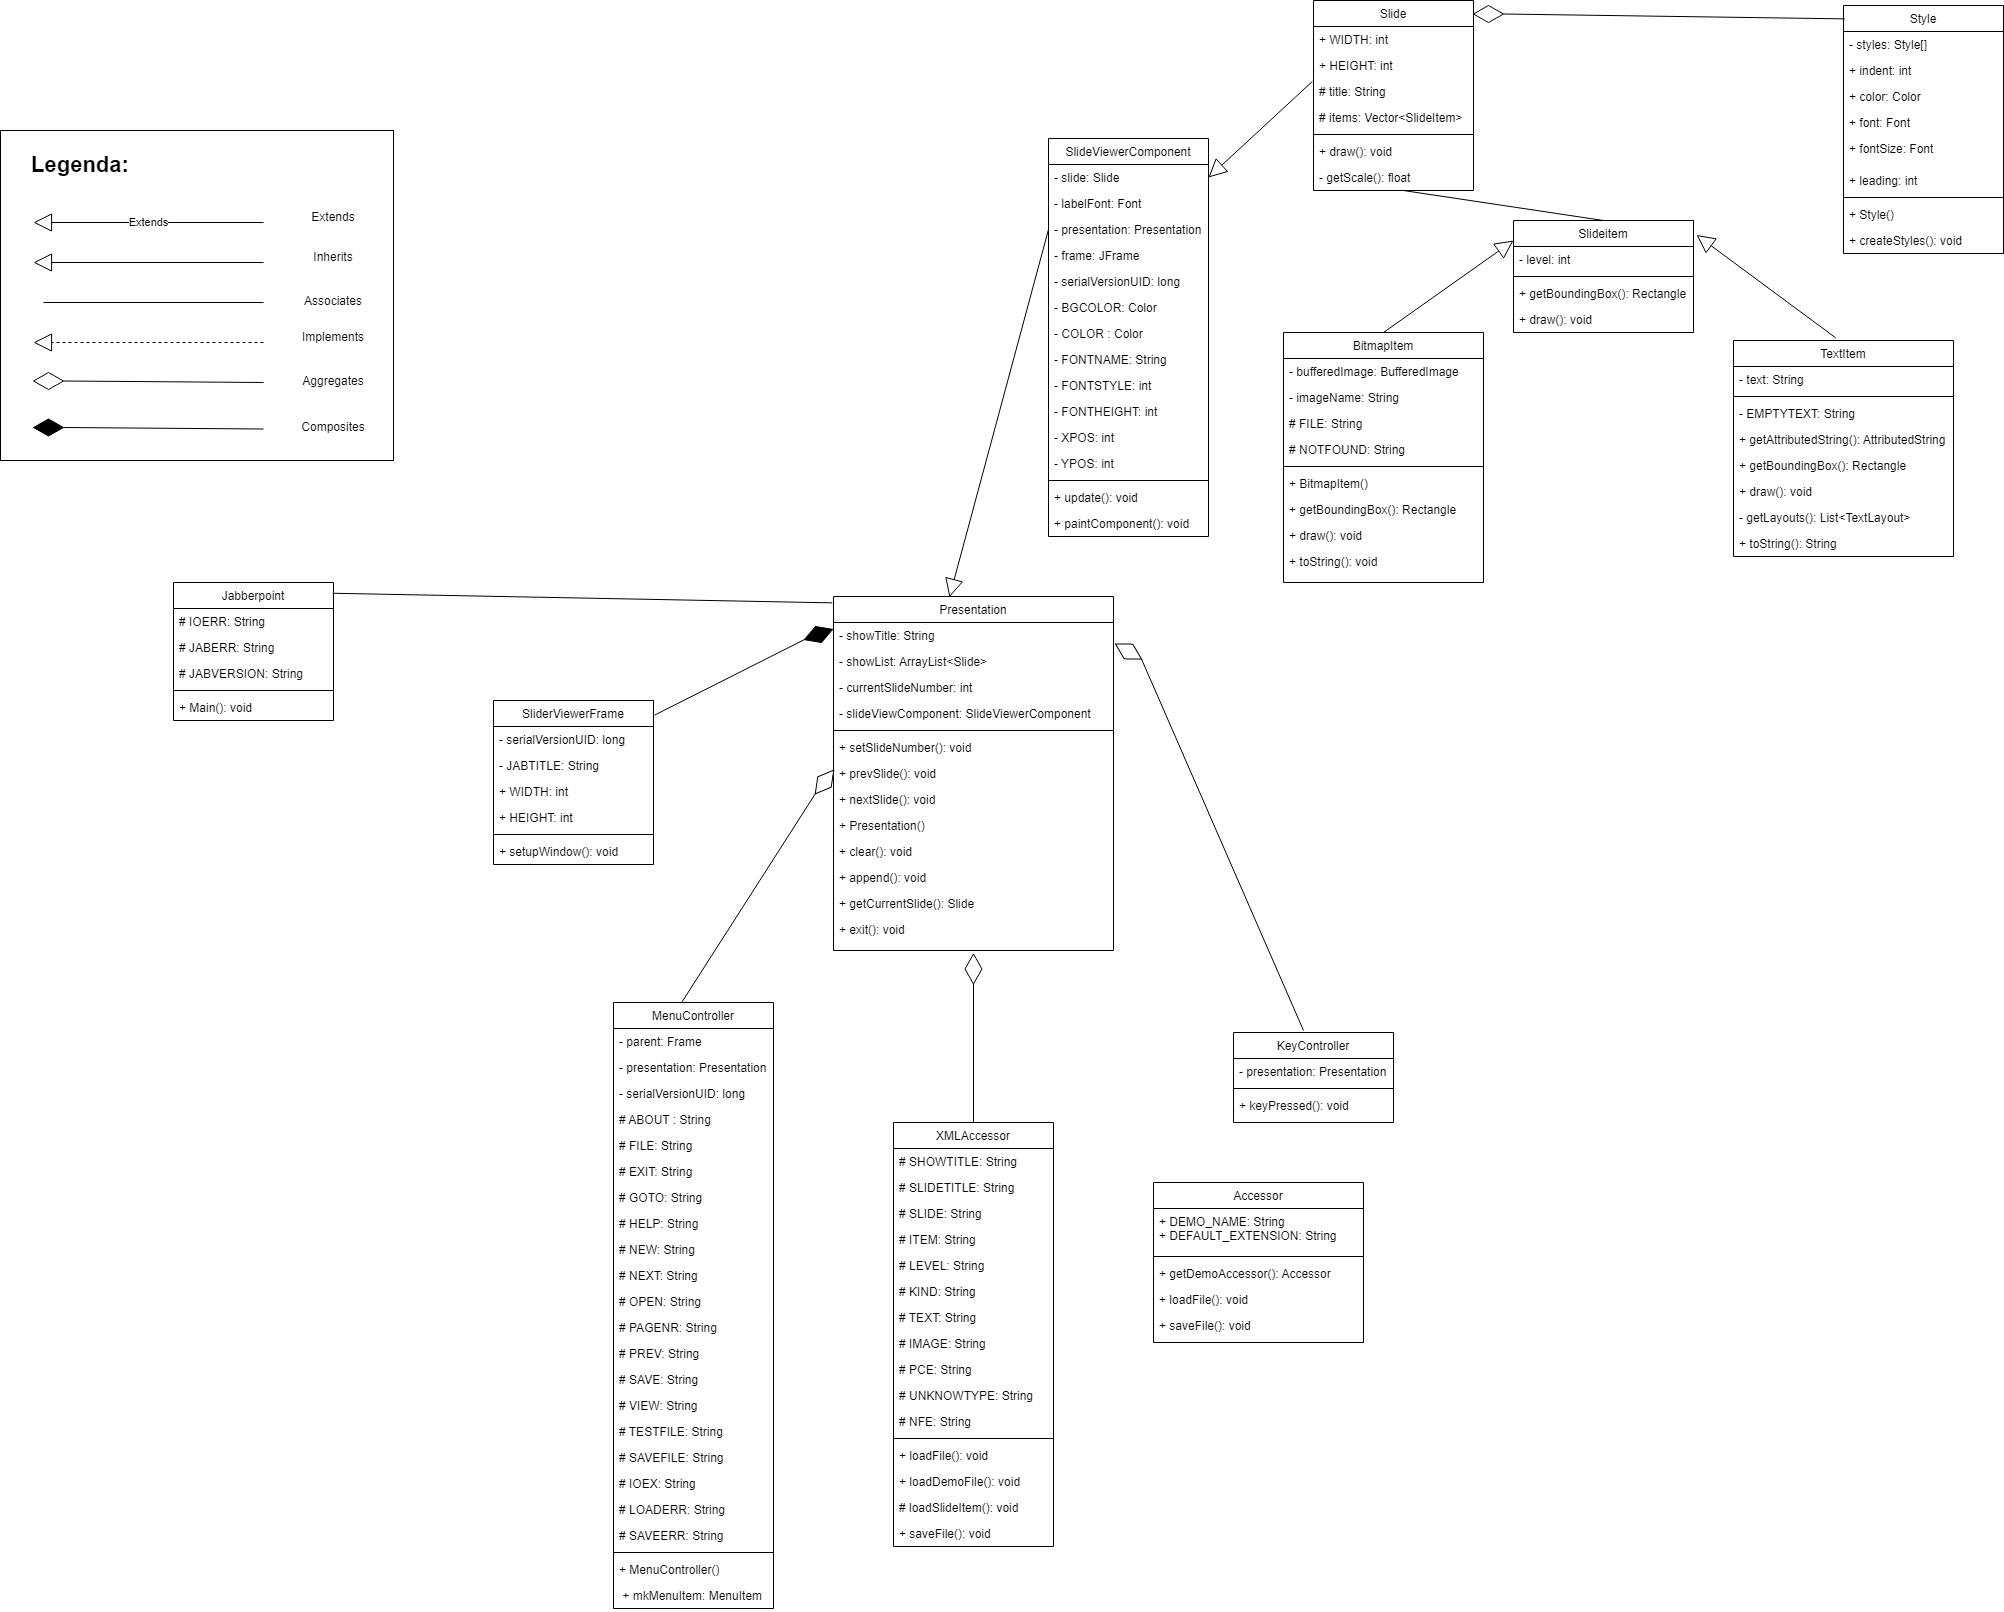 Legenda:
Extends
Extends
Inherits
Associates
Implements
Aggregates
Composites
Slide
+ WIDTH: int
+ HEIGHT: int
# title: String
# items: Vector<SlideItem>
+ draw(): void
- getScale(): float
Style
- styles: Style[]
+ indent: int
+ color: Color
+ font: Font
+ fontSize: Font
+ leading: int
+ Style()
+ createStyles(): void
SlideViewerComponent
- slide: Slide
- labelFont: Font
- presentation: Presentation
- frame: JFrame
- serialVersionUID: long
- BGCOLOR: Color
- COLOR : Color
- FONTNAME: String
- FONTSTYLE: int
- FONTHEIGHT: int
- XPOS: int
- YPOS: int
+ update(): void
+ paintComponent(): void
Slideitem
- level: int
+ getBoundingBox(): Rectangle
+ draw(): void
BitmapItem
- bufferedImage: BufferedImage
- imageName: String
# FILE: String
# NOTFOUND: String
+ BitmapItem()
+ getBoundingBox(): Rectangle
+ draw(): void
+ toString(): void
TextItem
- text: String
- EMPTYTEXT: String
+ getAttributedString(): AttributedString
+ getBoundingBox(): Rectangle
+ draw(): void
- getLayouts(): List<TextLayout>
+ toString(): String
Jabberpoint
# IOERR: String
# JABERR: String
# JABVERSION: String
+ Main(): void
Presentation
- showTitle: String
- showList: ArrayList<Slide>
- currentSlideNumber: int
- slideViewComponent: SlideViewerComponent
+ setSlideNumber(): void
+ prevSlide(): void
+ nextSlide(): void
+ Presentation()
+ clear(): void
+ append(): void
+ getCurrentSlide(): Slide
+ exit(): void
SliderViewerFrame
- serialVersionUID: long
- JABTITLE: String
+ WIDTH: int
+ HEIGHT: int
+ setupWindow(): void
MenuController
- parent: Frame
- presentation: Presentation
- serialVersionUID: long
# ABOUT : String
# FILE: String
# EXIT: String
# GOTO: String
# HELP: String
# NEW: String
# NEXT: String
# OPEN: String
# PAGENR: String
# PREV: String
# SAVE: String
# VIEW: String
# TESTFILE: String
# SAVEFILE: String
# IOEX: String
# LOADERR: String
# SAVEERR: String
+ MenuController()
+ mkMenuItem: MenuItem
XMLAccessor
# SHOWTITLE: String
# SLIDETITLE: String
# SLIDE: String
# ITEM: String
# LEVEL: String
# KIND: String
# TEXT: String
# IMAGE: String
# PCE: String
# UNKNOWTYPE: String
# NFE: String
+ loadFile(): void
+ loadDemoFile(): void
# loadSlideItem(): void
+ saveFile(): void
KeyController
- presentation: Presentation
+ keyPressed(): void
Accessor
+ DEMO_NAME: String
+ DEFAULT_EXTENSION: String
+ getDemoAccessor(): Accessor
+ loadFile(): void
+ saveFile(): void